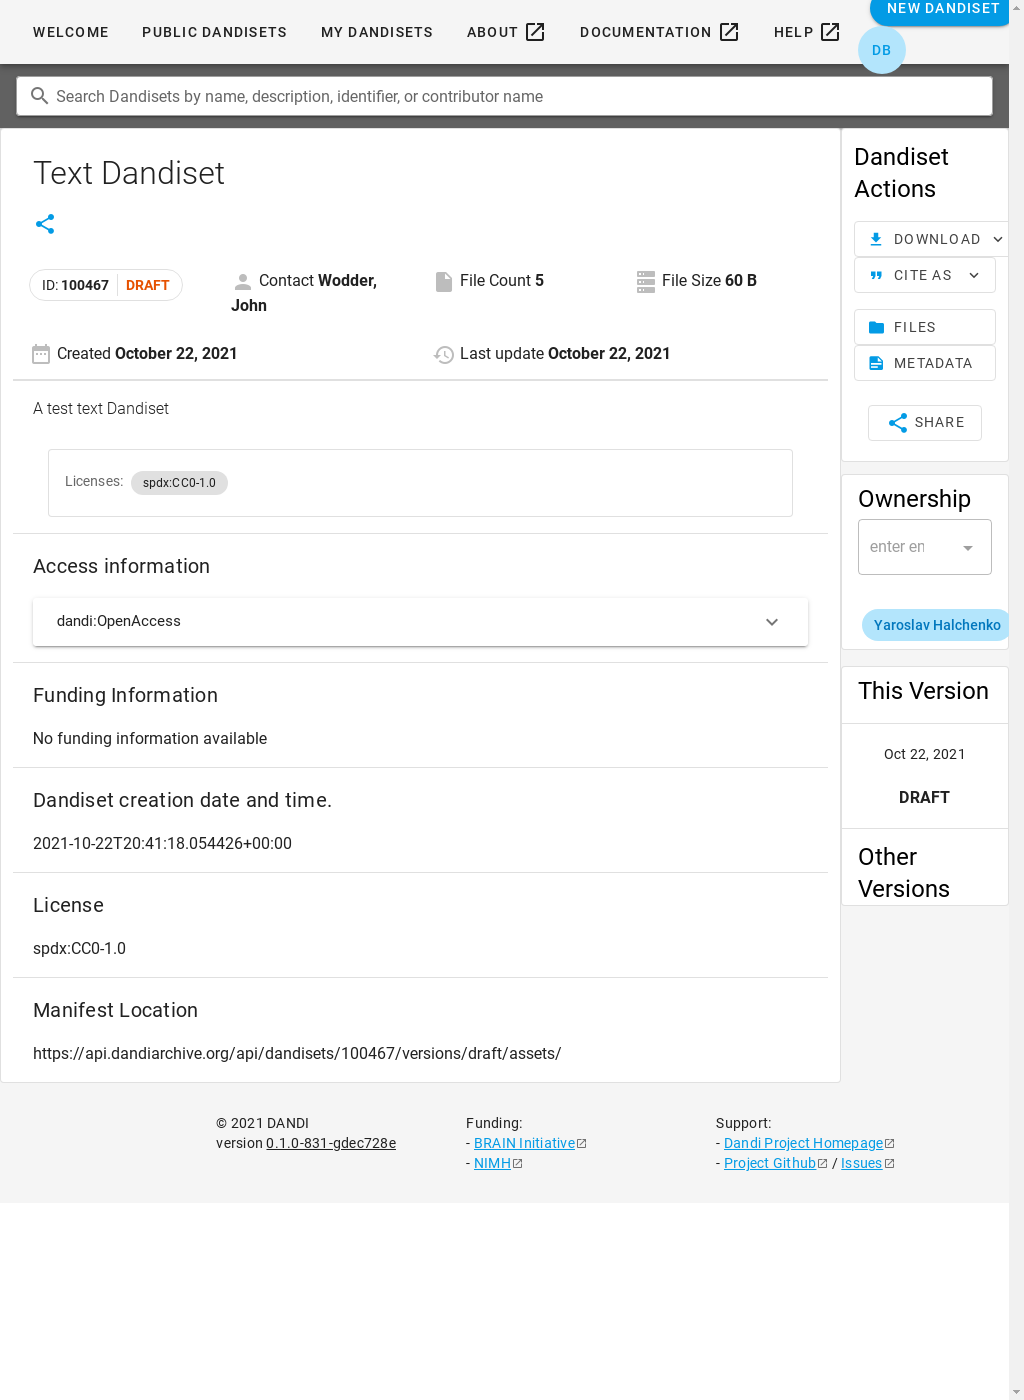 WELCOME PUBLIC DANDISETS MY DANDISETS ABOUT DOCUMENTATION HELP NEW DANDISET
DB
Search Dandisets by name, description, identifier, or contributor name
Text Dandiset
ID: 100467 DRAFT
Contact Wodder, John
File Count 5
File Size 60 B
Created October 22, 2021
Last update October 22, 2021
A test text Dandiset
Licenses: spdx:CC0-1.0
Access information
dandi:OpenAccess
Funding Information
No funding information available
Dandiset creation date and time.
2021-10-22T20:41:18.054426+00:00
License
spdx:CC0-1.0
Manifest Location
https://api.dandiarchive.org/api/dandisets/100467/versions/draft/assets/
Dandiset
Actions
DOWNLOAD
CITE AS
FILES
METADATA
SHARE
Ownership
enter en
Yaroslav Halchenko
This Version
Oct 22, 2021
DRAFT
Other
Versions
© 2021 DANDI
version 0.1.0-831-gdec728e
Funding:
- BRAIN Initiative
- NIMH
Support:
- Dandi Project Homepage
- Project Github / Issues